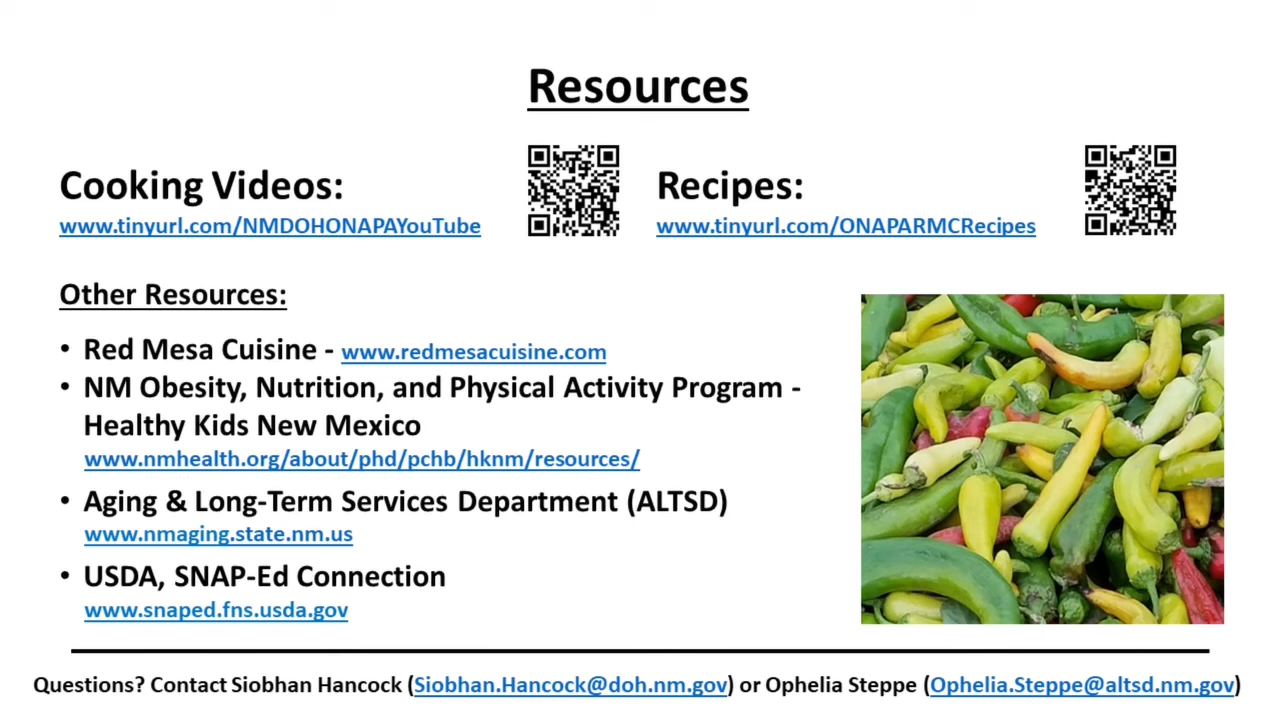 Resources
Cooking Videos:
www.tinyurl.com/NMDOHONAPAYouTube
Recipes:
www.tinyurl.com/ONAPARMCRecipes
Other Resources:
• Red Mesa Cuisine - www.redmesacuisine.com
• NM Obesity, Nutrition, and Physical Activity Program -
Healthy Kids New Mexico
www.nmhealth.org/about/phd/pchb/hknm/resources/
• Aging & Long-Term Services Department (ALTSD)
www.nmaging.state.nm.us
• USDA, SNAP-Ed Connection
www.snaped.fns.usda.gov
Questions? Contact Siobhan Hancock (Siobhan.Hancock@doh.nm.gov) or Ophelia Steppe (Ophelia.Steppe@altsd.nm.gov)